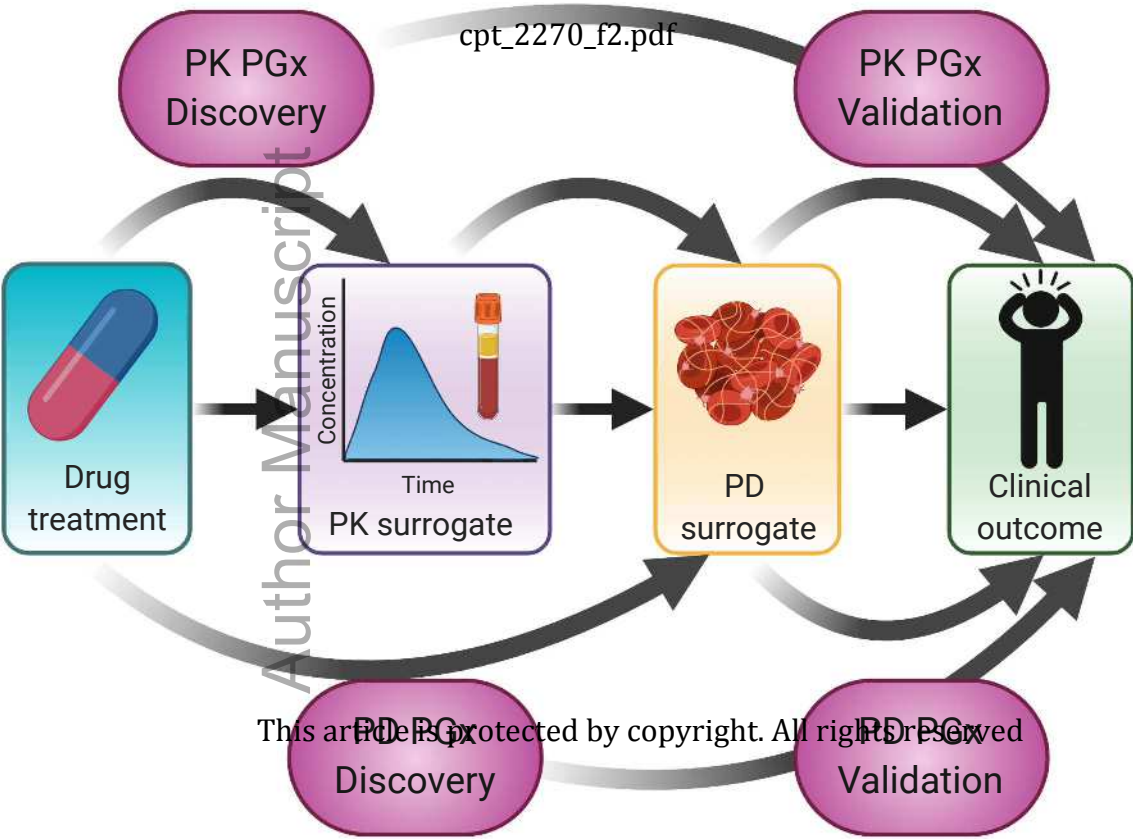 cpt_2270_f2.pdf
PK PGx
Discovery
PK PGx
Validation
Author Manuscript
Drug
treatment
Concentration
Time
PK surrogate
PD
surrogate
Clinical
outcome
This article is protected by copyright. All rights reserved
PD PGx
Discovery
PD PGx
Validation